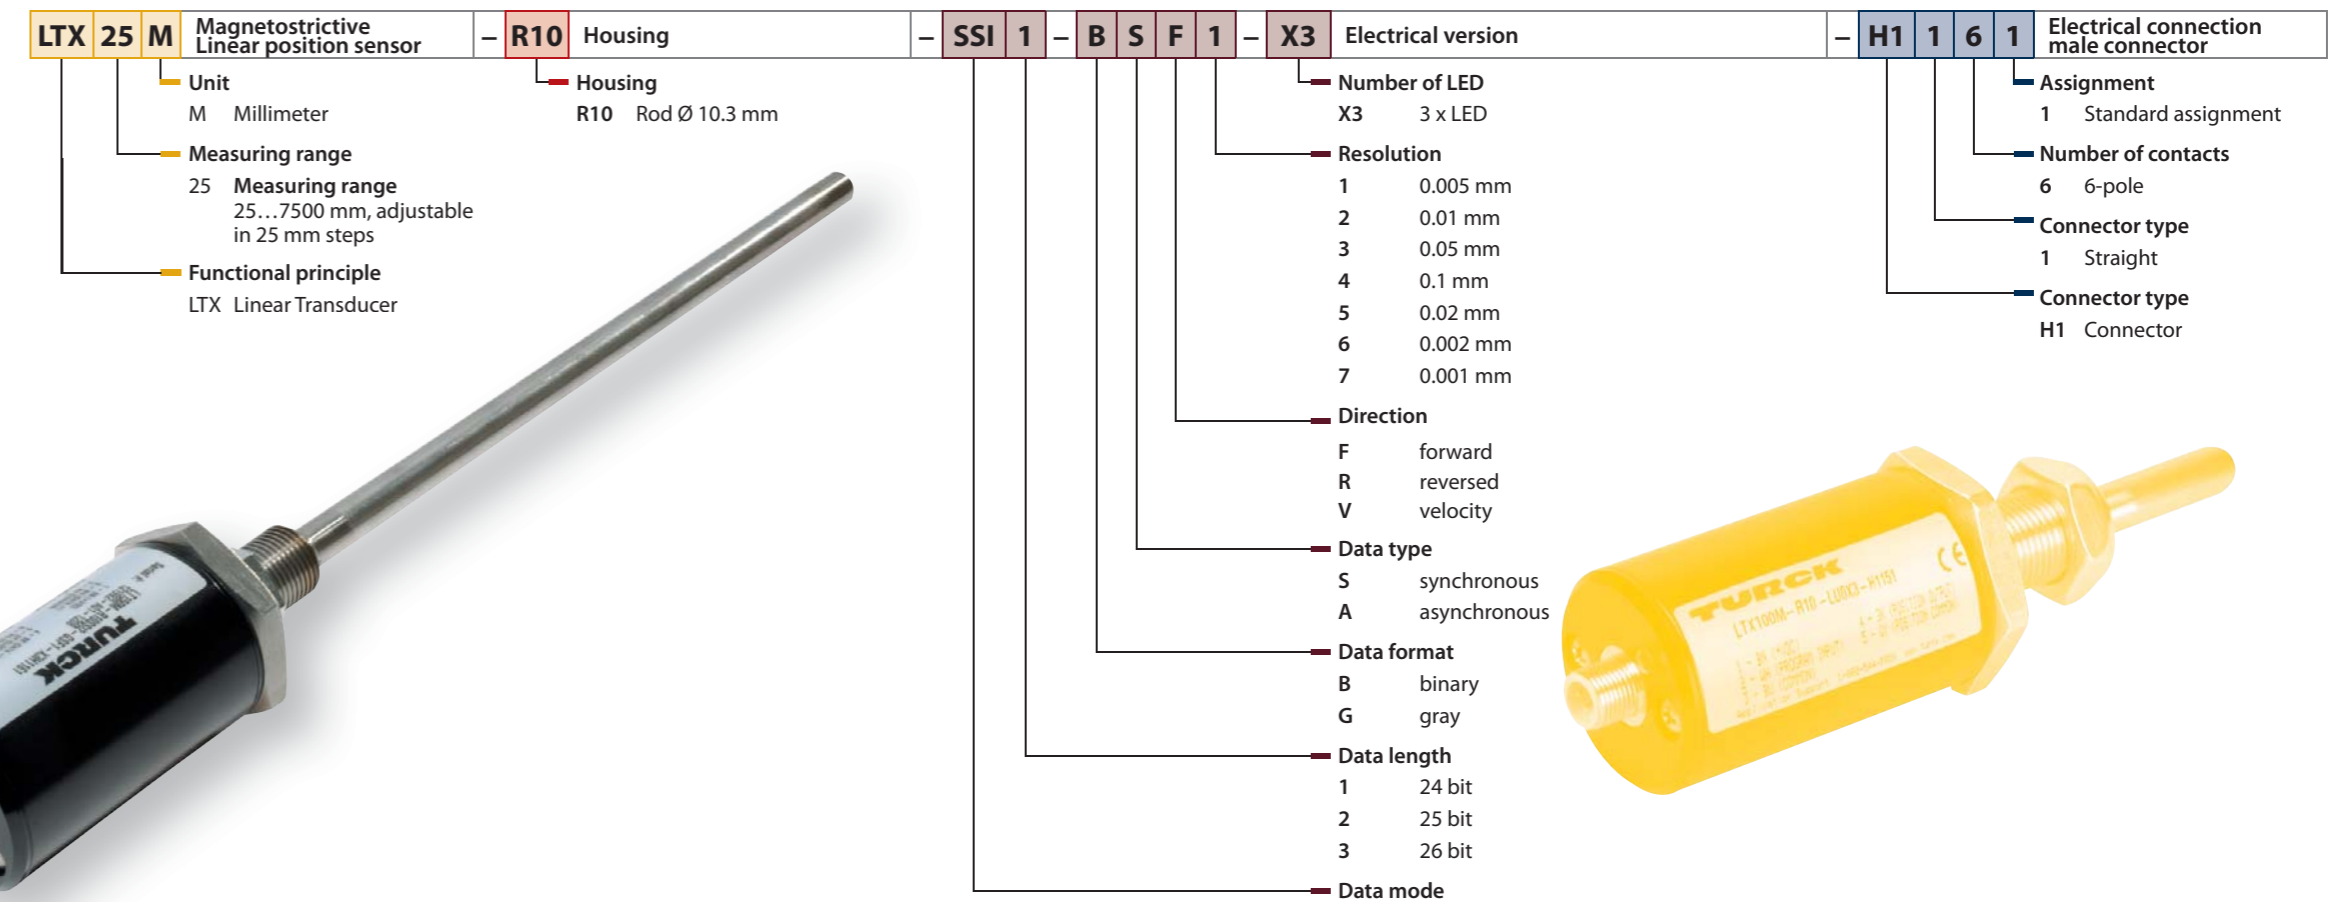 LTX 25 M Magnetostrictive Linear position sensor – R10 Housing – SSI 1 – B S F 1 – X3 Electrical version – H1 1 6 1 Electrical connection male connector
Unit
M Millimeter
Measuring range
25 Measuring range
25…7500 mm, adjustable
in 25 mm steps
Functional principle
LTX Linear Transducer
Housing
R10 Rod Ø 10.3 mm
Number of LED
X3 3 x LED
Resolution
1 0.005 mm
2 0.01 mm
3 0.05 mm
4 0.1 mm
5 0.02 mm
6 0.002 mm
7 0.001 mm
Direction
F forward
R reversed
V velocity
Data type
S synchronous
A asynchronous
Data format
B binary
G gray
Data length
1 24 bit
2 25 bit
3 26 bit
Data mode
Assignment
1 Standard assignment
Number of contacts
6 6-pole
Connector type
1 Straight
Connector type
H1 Connector
TURCK
TURCK
LTX100M-R10-LU0X3-H1151
CE